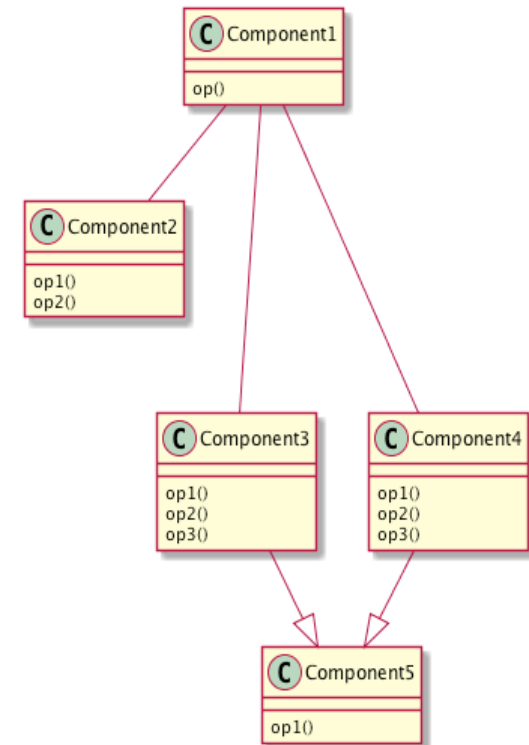 C Component1
op()
C Component2
op1()
op2()
C Component3
op1()
op2()
op3()
C Component4
op1()
op2()
op3()
C Component5
op1()